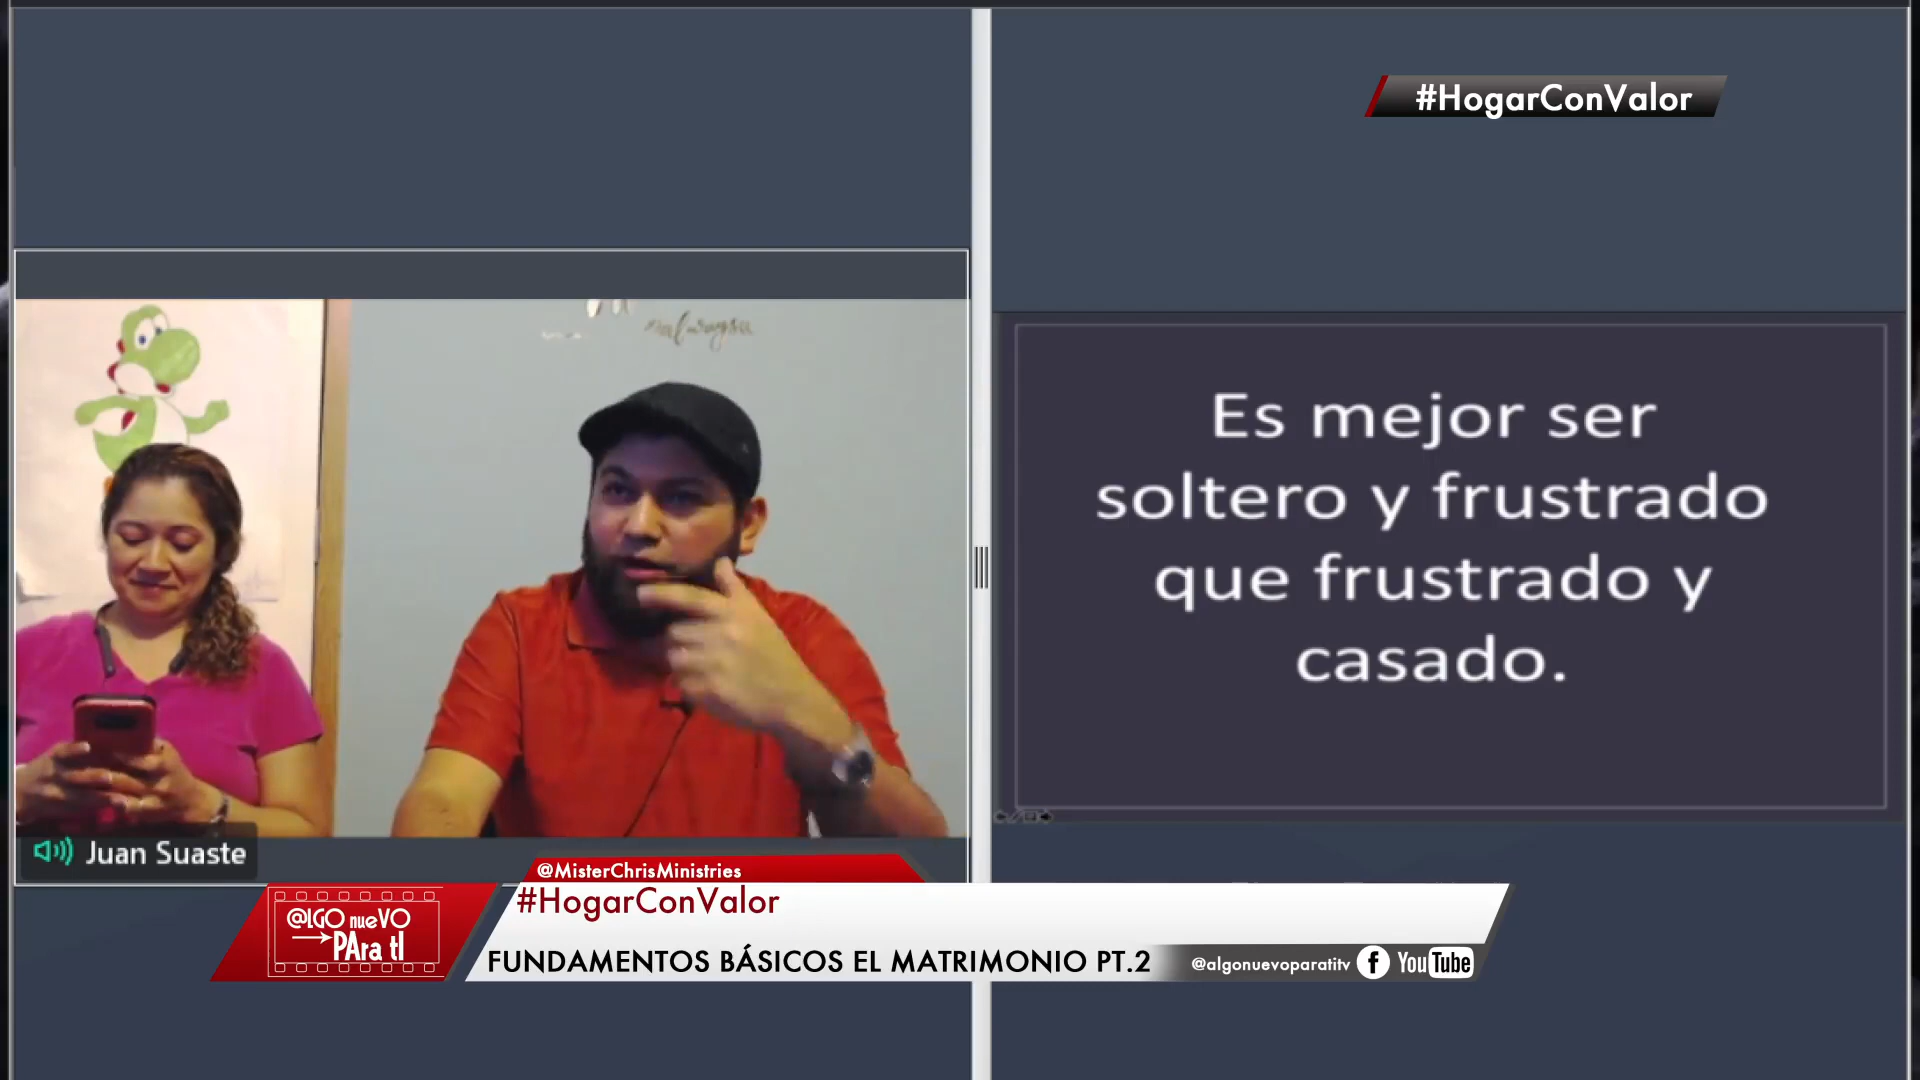 #HogarConValor
Es mejor ser
soltero y frustrado
que frustrado y
casado.
Juan Suaste
@MisterChrisMinistries
#HogarConValor
@LGO nueVO
PAra tI
FUNDAMENTOS BÁSICOS EL MATRIMONIO PT.2
@algonuevoparatitv
YouTube